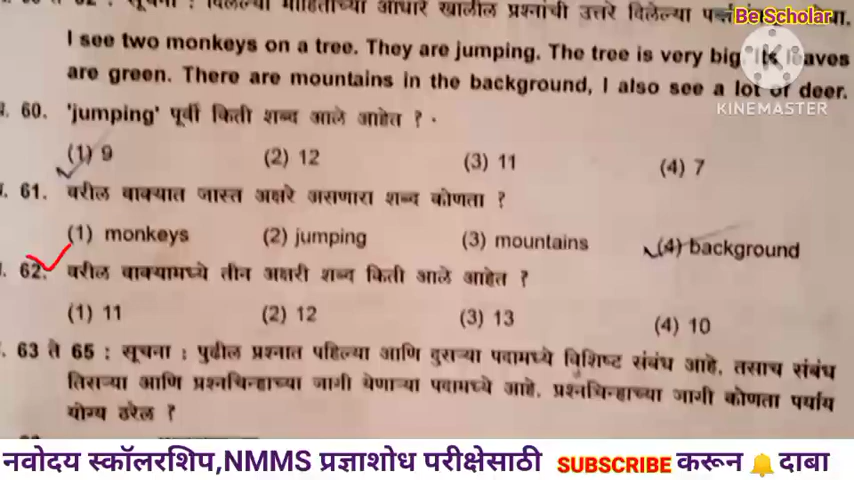 सूचना : दिलेल्या माहितीच्या आधारे खालील प्रश्नांची उत्तरे दिलेल्या
Be Scholar
I see two monkeys on a tree. They are jumping. The tree is very big. Its leaves
are green. There are mountains in the background, I also see a lot of deer.
KINEMASTER
60. 'jumping' पूर्वी किती शब्द आले आहेत ?
(1) 9 (2) 12 (3) 11 (4) 7
61. वरील वाक्यात जास्त अक्षरे असणारा शब्द कोणता ?
(1) monkeys (2) jumping (3) mountains (4) background
62. वरील वाक्यामध्ये तीन अक्षरी शब्द किती आले आहेत ?
(1) 11 (2) 12 (3) 13 (4) 10
63 ते 65 : सूचना : पुढील प्रश्नात पहिल्या आणि दुसऱ्या पदामध्ये विशिष्ट संबंध आहे. तसाच संबंध
तिसऱ्या आणि प्रश्नचिन्हाच्या जागी येणाऱ्या पदामध्ये आहे. प्रश्नचिन्हाच्या जागी कोणता पर्याय
योग्य ठरेल ?
नवोदय स्कॉलरशिप,NMMS प्रज्ञाशोध परीक्षेसाठी SUBSCRIBE करून दाबा